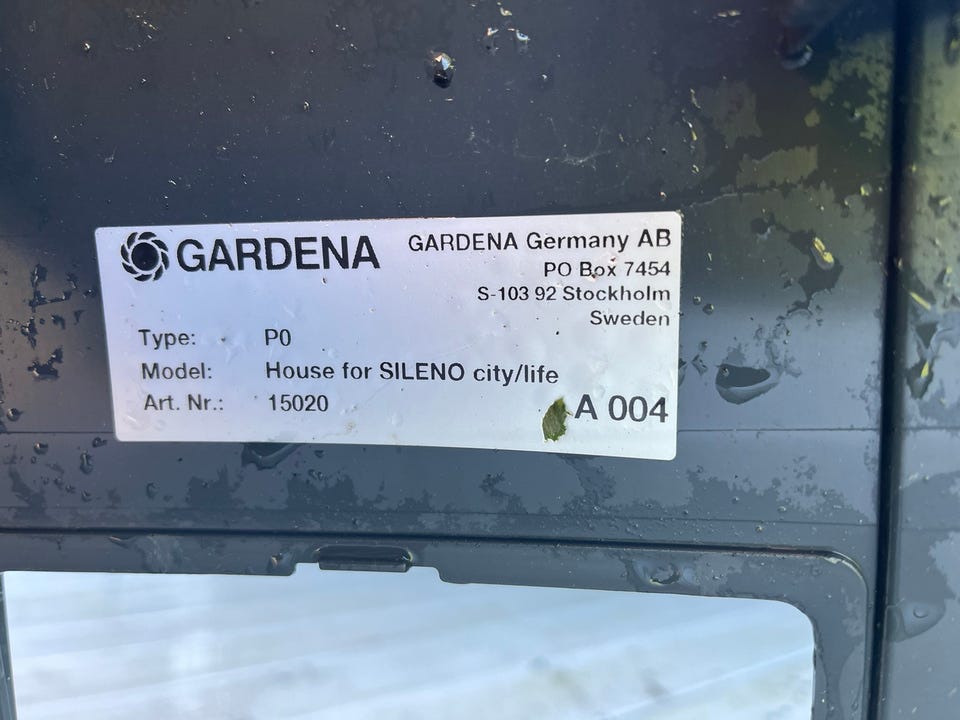 GARDENA
GARDENA Germany AB
PO Box 7454
S-103 92 Stockholm
Sweden
Type: P0
Model: House for SILENO city/life
Art. Nr.: 15020
A 004